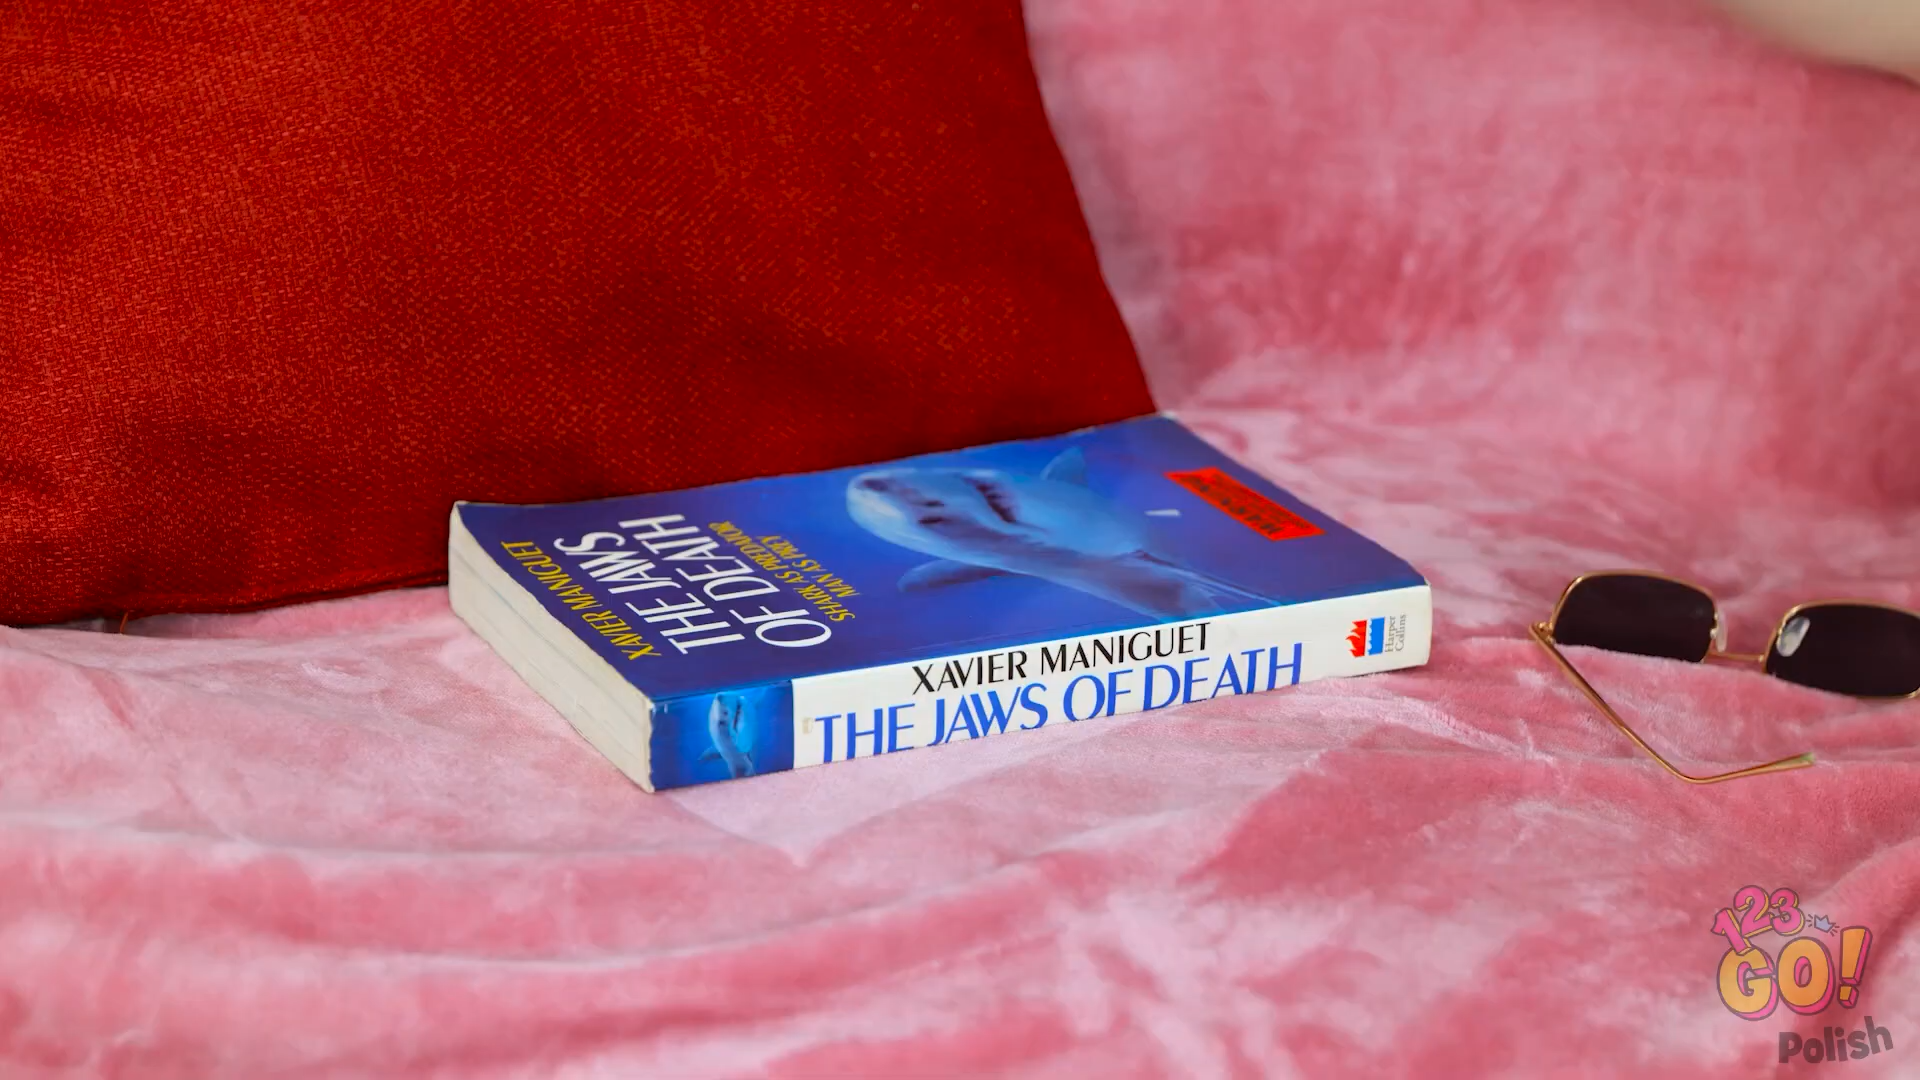 XAVIER MANIGUET
THE JAWS
OF DEATH
SHARK AS PREDATOR
MAN AS PREY
XAVIER MANIGUET
THE JAWS OF DEATH
Harper
Collins
123
GO!
Polish